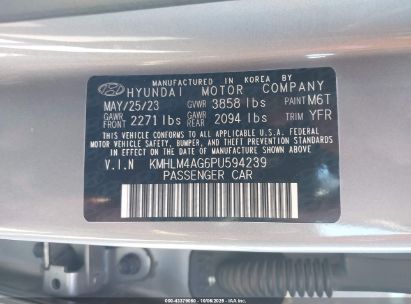 MANUFACTURED IN KOREA BY
HYUNDAI MOTOR COMPANY
MAY/25/23 GVWR 3858 lbs PAINT M6T
GAWR FRONT 2271 lbs GAWR REAR 2094 lbs TRIM YFR
THIS VEHICLE CONFORMS TO ALL APPLICABLE U.S.A. FEDERAL
MOTOR VEHICLE SAFETY, BUMPER, AND THEFT PREVENTION STANDARDS
IN EFFECT ON THE DATE OF MANUFACTURE SHOWN ABOVE.
V.I.N KMHLM4AG6PU594239
PASSENGER CAR